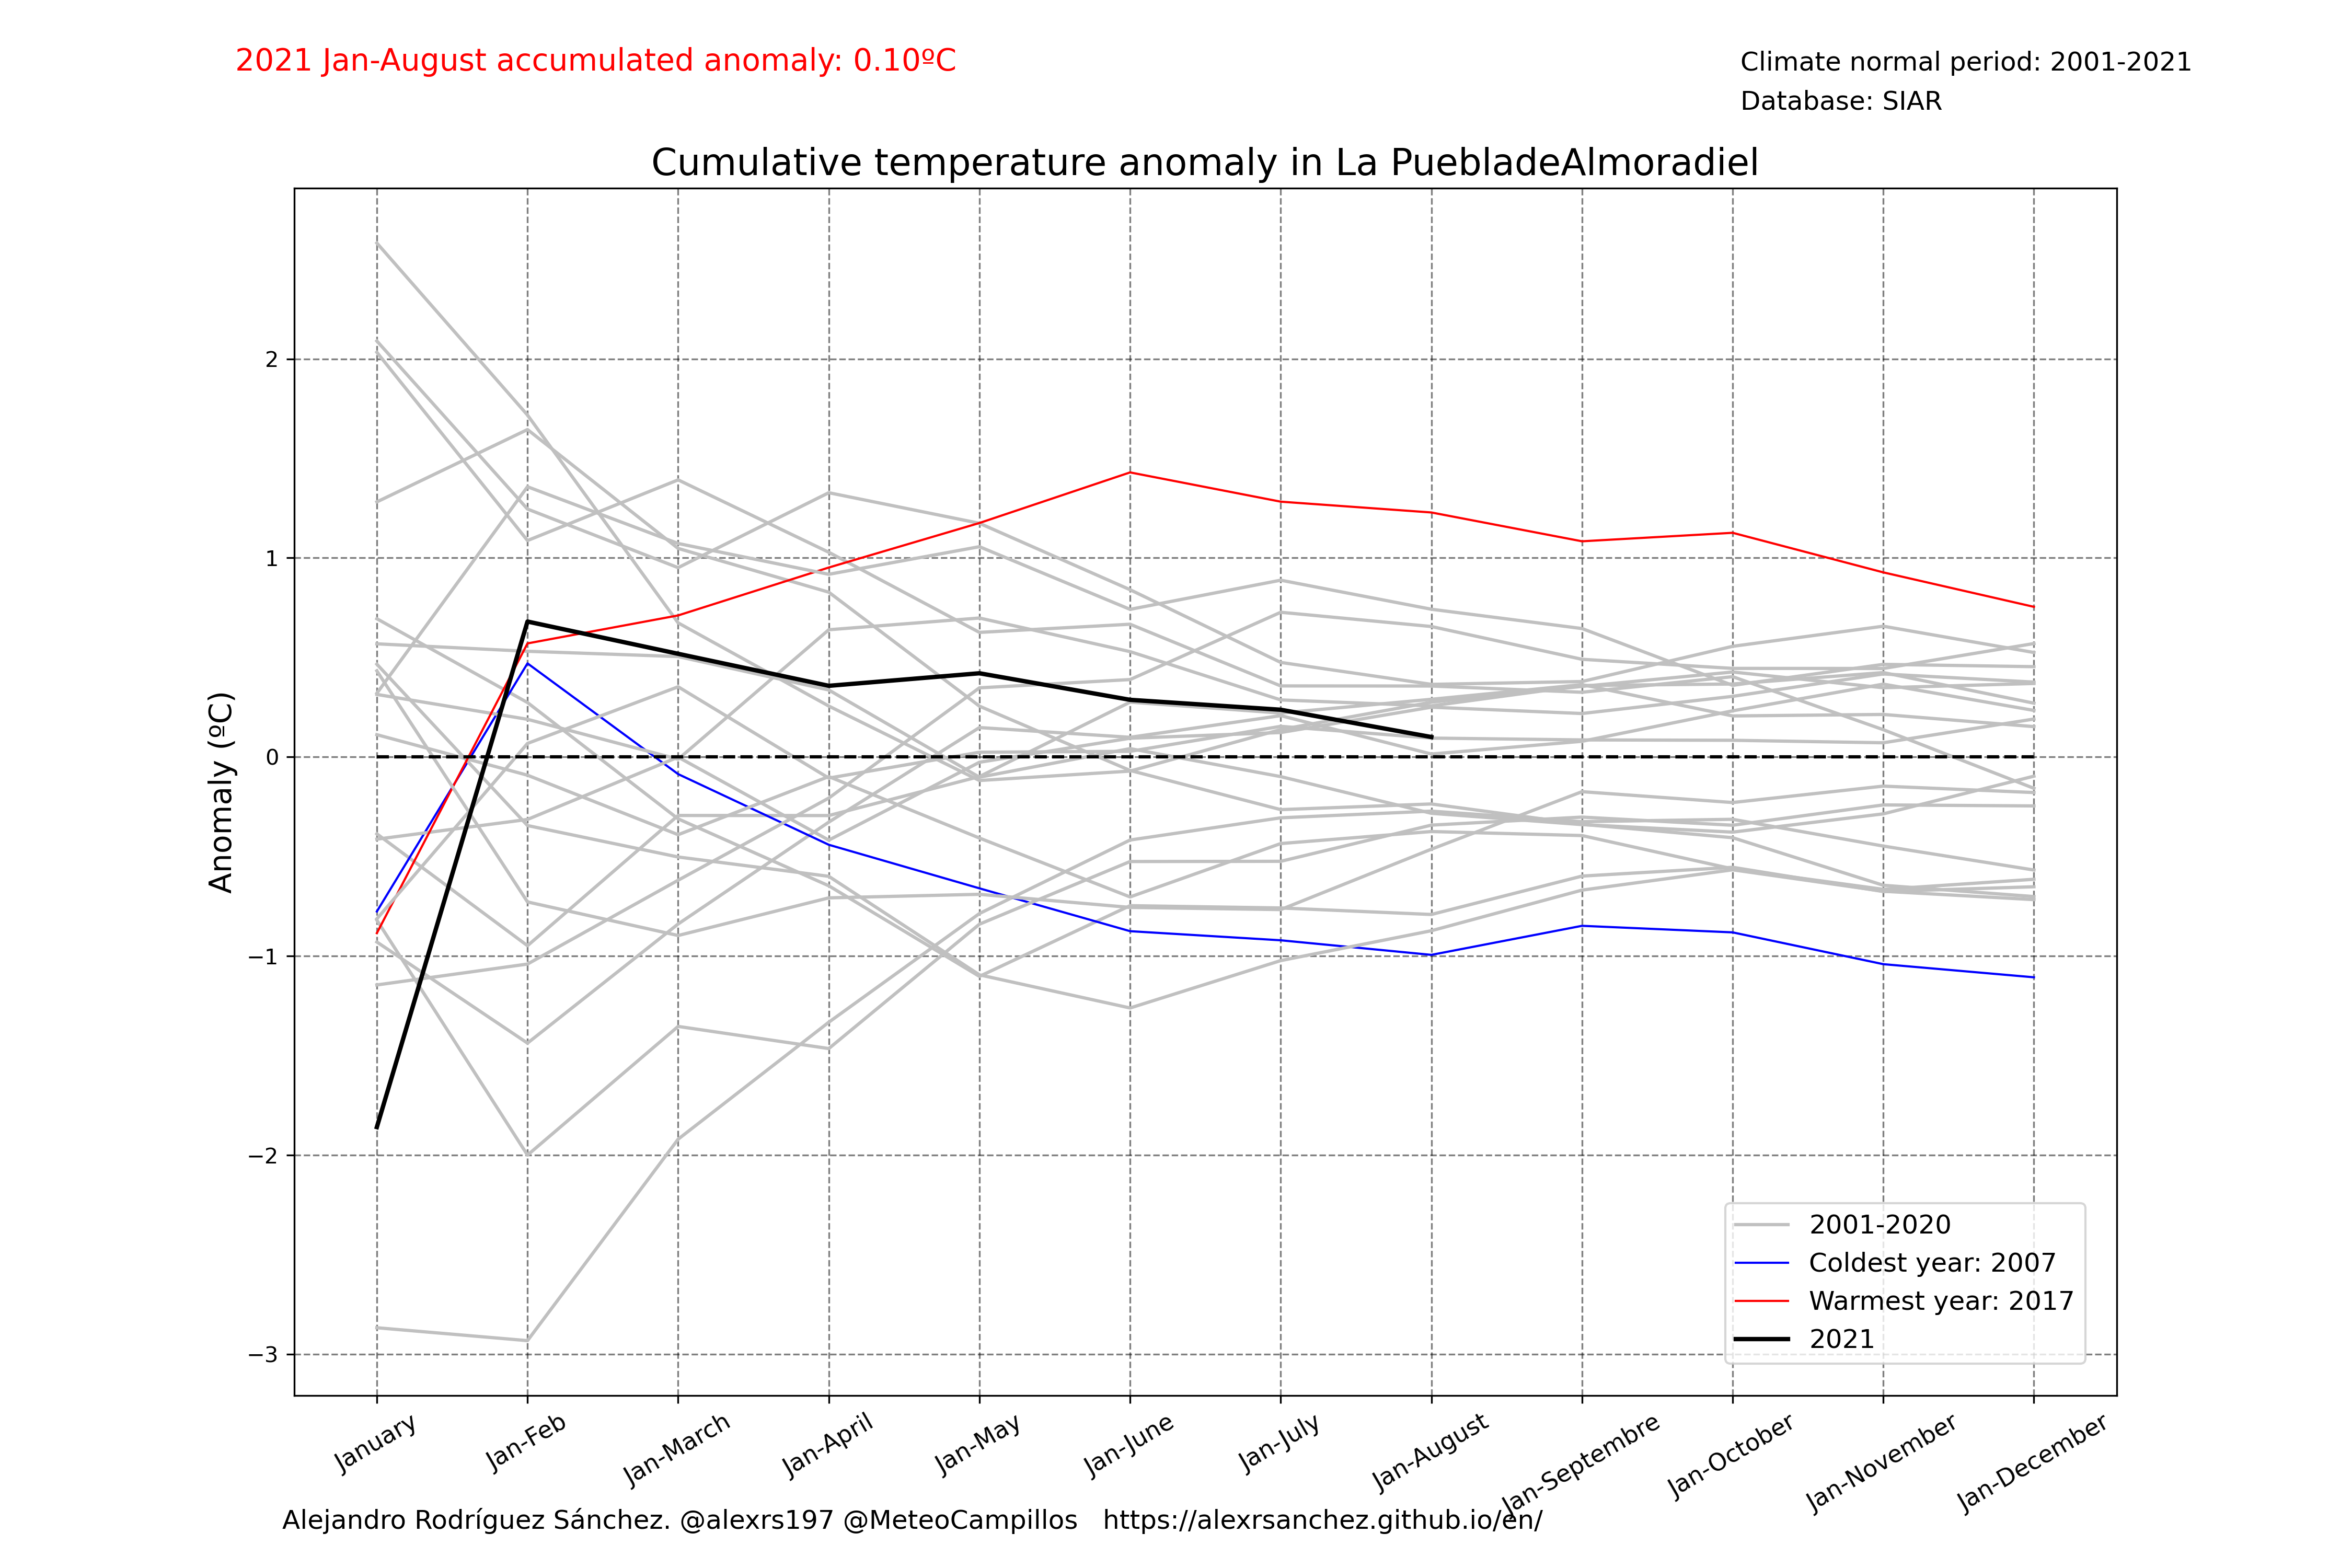 2021 Jan-August accumulated anomaly: 0.10ºC
Climate normal period: 2001-2021
Database: SIAR
Cumulative temperature anomaly in La PuebladeAlmoradiel
Anomaly (ºC)
2
1
0
−1
−2
−3
2001-2020
Coldest year: 2007
Warmest year: 2017
2021
January
Jan-Feb
Jan-March
Jan-April
Jan-May
Jan-June
Jan-July
Jan-August
Jan-Septembre
Jan-October
Jan-November
Jan-December
Alejandro Rodríguez Sánchez. @alexrs197 @MeteoCampillos   https://alexrsanchez.github.io/en/